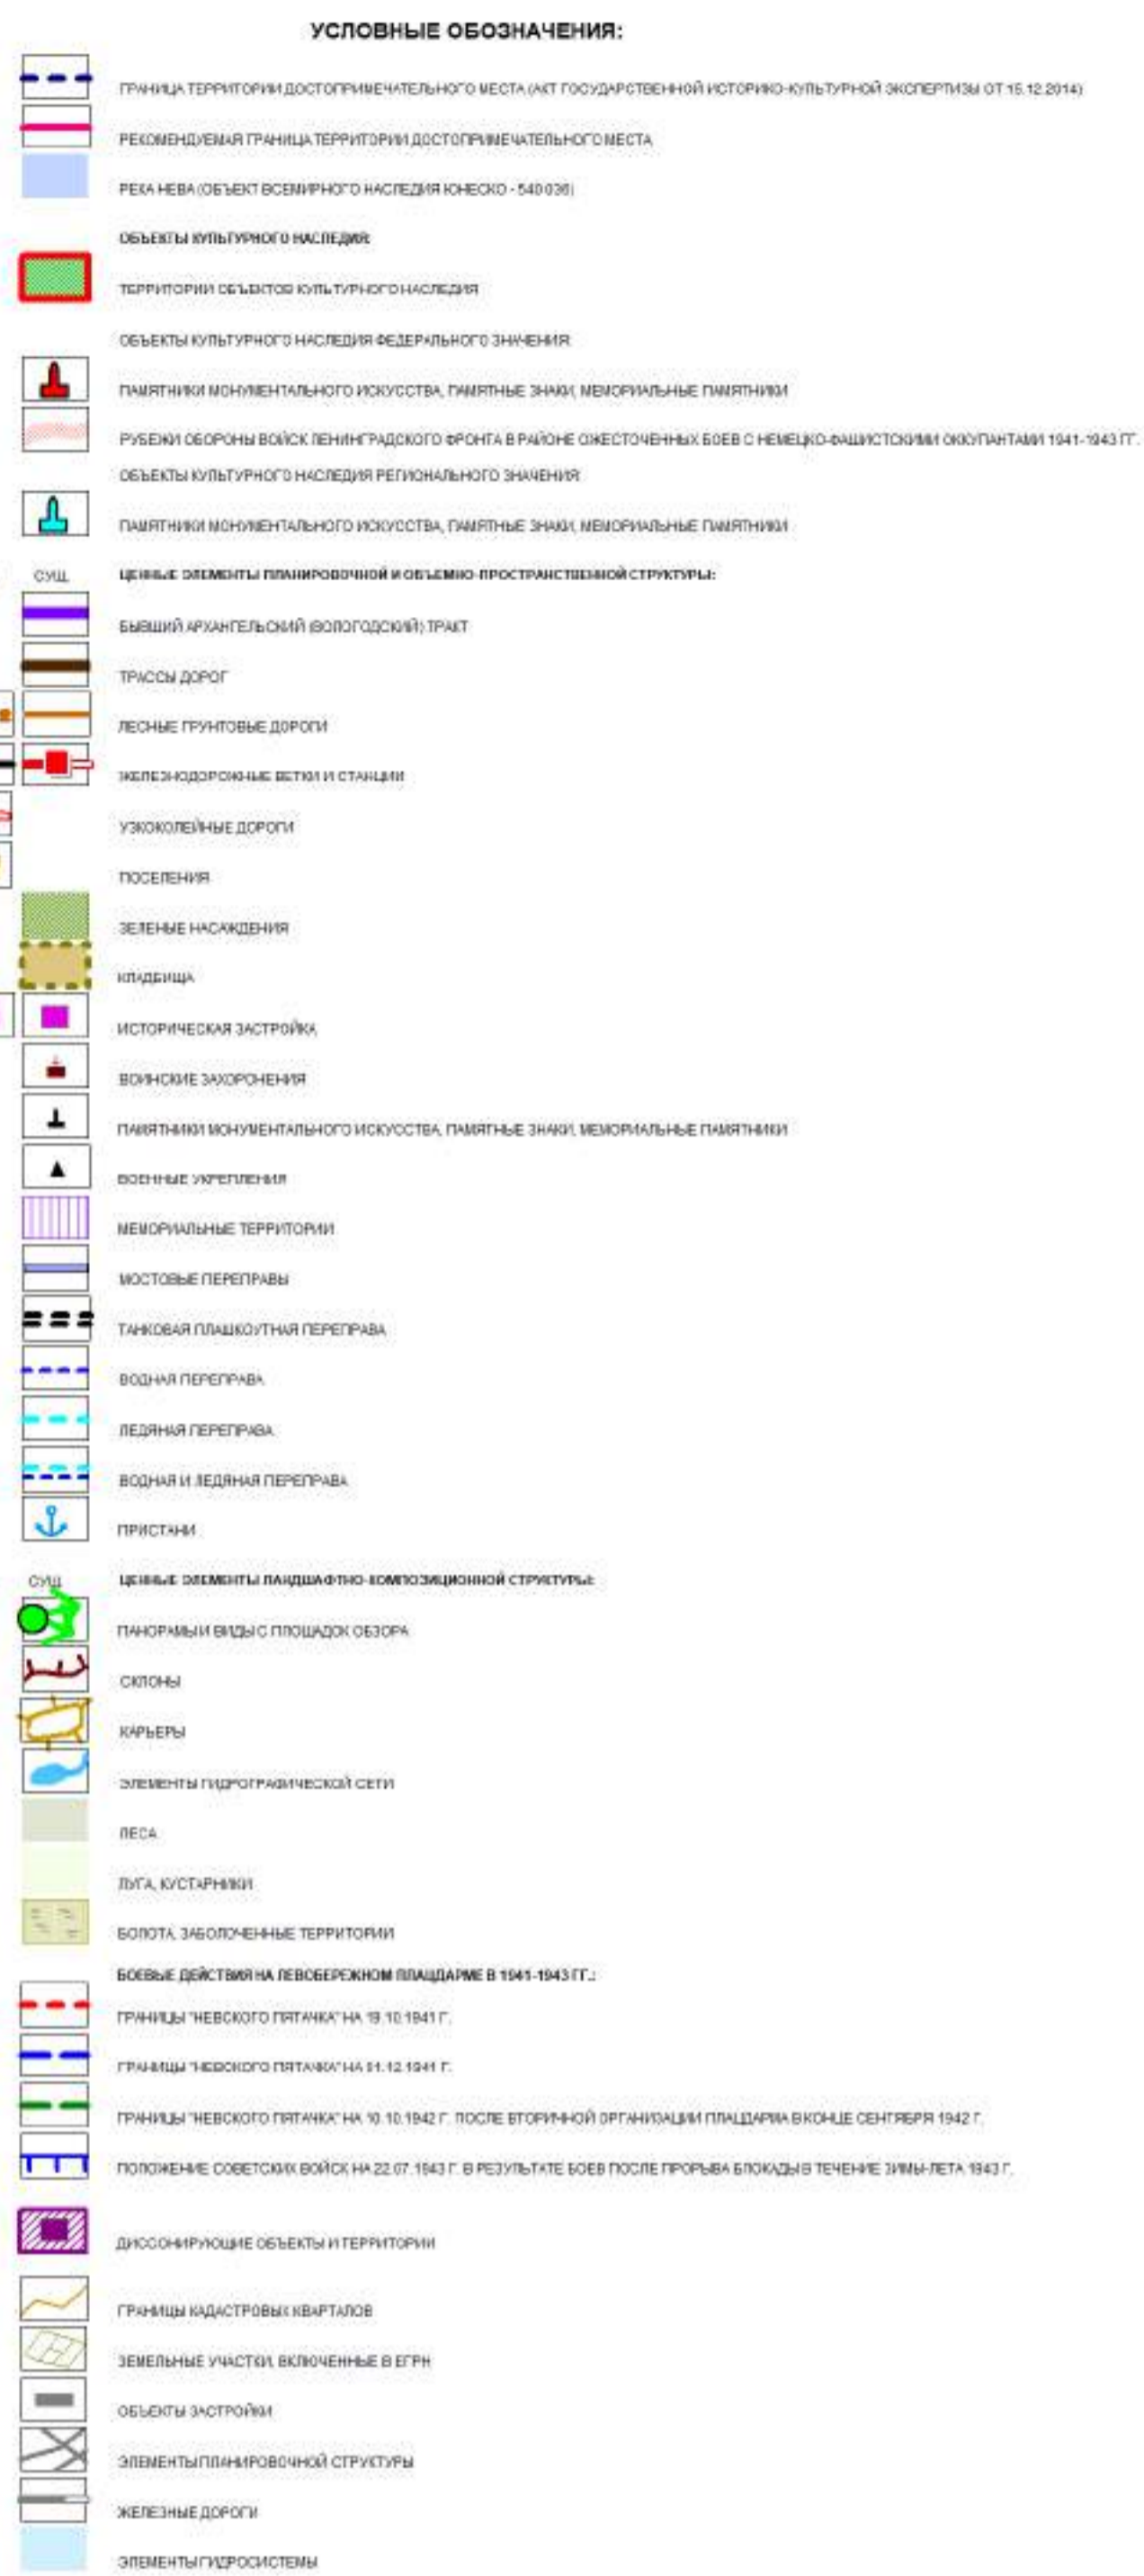 УСЛОВНЫЕ ОБОЗНАЧЕНИЯ:
ГРАНИЦА ТЕРРИТОРИИ ДОСТОПРИМЕЧАТЕЛЬНОГО МЕСТА (АКТ ГОСУДАРСТВЕННОЙ ИСТОРИКО-КУЛЬТУРНОЙ ЭКСПЕРТИЗЫ ОТ 15.12.2014)
РЕКОМЕНДУЕМАЯ ГРАНИЦА ТЕРРИТОРИИ ДОСТОПРИМЕЧАТЕЛЬНОГО МЕСТА
РЕКА НЕВА (ОБЪЕКТ ВСЕМИРНОГО НАСЛЕДИЯ ЮНЕСКО - 540 036)
ОБЪЕКТЫ КУЛЬТУРНОГО НАСЛЕДИЯ:
ТЕРРИТОРИИ ОБЪЕКТОВ КУЛЬТУРНОГО НАСЛЕДИЯ
ОБЪЕКТЫ КУЛЬТУРНОГО НАСЛЕДИЯ ФЕДЕРАЛЬНОГО ЗНАЧЕНИЯ
ПАМЯТНИКИ МОНУМЕНТАЛЬНОГО ИСКУССТВА, ПАМЯТНЫЕ ЗНАКИ, МЕМОРИАЛЬНЫЕ ПАМЯТНИКИ
РУБЕЖИ ОБОРОНЫ ВОЙСК ЛЕНИНГРАДСКОГО ФРОНТА В РАЙОНЕ ОЖЕСТОЧЕННЫХ БОЕВ С НЕМЕЦКО-ФАШИСТСКИМИ ОККУПАНТАМИ 1941-1943 ГГ.
ОБЪЕКТЫ КУЛЬТУРНОГО НАСЛЕДИЯ РЕГИОНАЛЬНОГО ЗНАЧЕНИЯ
ПАМЯТНИКИ МОНУМЕНТАЛЬНОГО ИСКУССТВА, ПАМЯТНЫЕ ЗНАКИ, МЕМОРИАЛЬНЫЕ ПАМЯТНИКИ
СУЩ. ЦЕННЫЕ ЭЛЕМЕНТЫ ПЛАНИРОВОЧНОЙ И ОБЪЕМНО-ПРОСТРАНСТВЕННОЙ СТРУКТУРЫ:
БЫВШИЙ АРХАНГЕЛЬСКИЙ (ВОЛОГОДСКИЙ) ТРАКТ
ТРАССЫ ДОРОГ
ЛЕСНЫЕ ГРУНТОВЫЕ ДОРОГИ
ЖЕЛЕЗНОДОРОЖНЫЕ ВЕТКИ И СТАНЦИИ
УЗКОКОЛЕЙНЫЕ ДОРОГИ
ПОСЕЛЕНИЯ
ЗЕЛЕНЫЕ НАСАЖДЕНИЯ
КЛАДБИЩА
ИСТОРИЧЕСКАЯ ЗАСТРОЙКА
ВОИНСКИЕ ЗАХОРОНЕНИЯ
ПАМЯТНИКИ МОНУМЕНТАЛЬНОГО ИСКУССТВА, ПАМЯТНЫЕ ЗНАКИ, МЕМОРИАЛЬНЫЕ ПАМЯТНИКИ
ВОЕННЫЕ УКРЕПЛЕНИЯ
МЕМОРИАЛЬНЫЕ ТЕРРИТОРИИ
МОСТОВЫЕ ПЕРЕПРАВЫ
ТАНКОВАЯ ПЛАШКОУТНАЯ ПЕРЕПРАВА
ВОДНАЯ ПЕРЕПРАВА
ЛЕДЯНАЯ ПЕРЕПРАВА
ВОДНАЯ И ЛЕДЯНАЯ ПЕРЕПРАВА
ПРИСТАНИ
СУЩ. ЦЕННЫЕ ЭЛЕМЕНТЫ ЛАНДШАФТНО-КОМПОЗИЦИОННОЙ СТРУКТУРЫ:
ПАНОРАМЫ И ВИДЫ С ПЛОЩАДОК ОБЗОРА
СКЛОНЫ
КАРЬЕРЫ
ЭЛЕМЕНТЫ ГИДРОГРАФИЧЕСКОЙ СЕТИ
ЛЕСА
ЛУГА, КУСТАРНИКИ
БОЛОТА, ЗАБОЛОЧЕННЫЕ ТЕРРИТОРИИ
БОЕВЫЕ ДЕЙСТВИЯ НА ЛЕВОБЕРЕЖНОМ ПЛАЦДАРМЕ В 1941-1943 ГГ.:
ГРАНИЦЫ "НЕВСКОГО ПЯТАЧКА" НА 19.10.1941 Г.
ГРАНИЦЫ "НЕВСКОГО ПЯТАЧКА" НА 01.12.1941 Г.
ГРАНИЦЫ "НЕВСКОГО ПЯТАЧКА" НА 10.10.1942 Г. ПОСЛЕ ВТОРИЧНОЙ ОРГАНИЗАЦИИ ПЛАЦДАРМА В КОНЦЕ СЕНТЯБРЯ 1942 Г.
ПОЛОЖЕНИЕ СОВЕТСКИХ ВОЙСК НА 22.07.1943 Г. В РЕЗУЛЬТАТЕ БОЕВ ПОСЛЕ ПРОРЫВА БЛОКАДЫ В ТЕЧЕНИЕ ЗИМЫ-ЛЕТА 1943 Г.
ДИССОНИРУЮЩИЕ ОБЪЕКТЫ И ТЕРРИТОРИИ
ГРАНИЦЫ КАДАСТРОВЫХ КВАРТАЛОВ
ЗЕМЕЛЬНЫЕ УЧАСТКИ, ВКЛЮЧЕННЫЕ В ЕГРН
ОБЪЕКТЫ ЗАСТРОЙКИ
ЭЛЕМЕНТЫ ПЛАНИРОВОЧНОЙ СТРУКТУРЫ
ЖЕЛЕЗНЫЕ ДОРОГИ
ЭЛЕМЕНТЫ ГИДРОСИСТЕМЫ